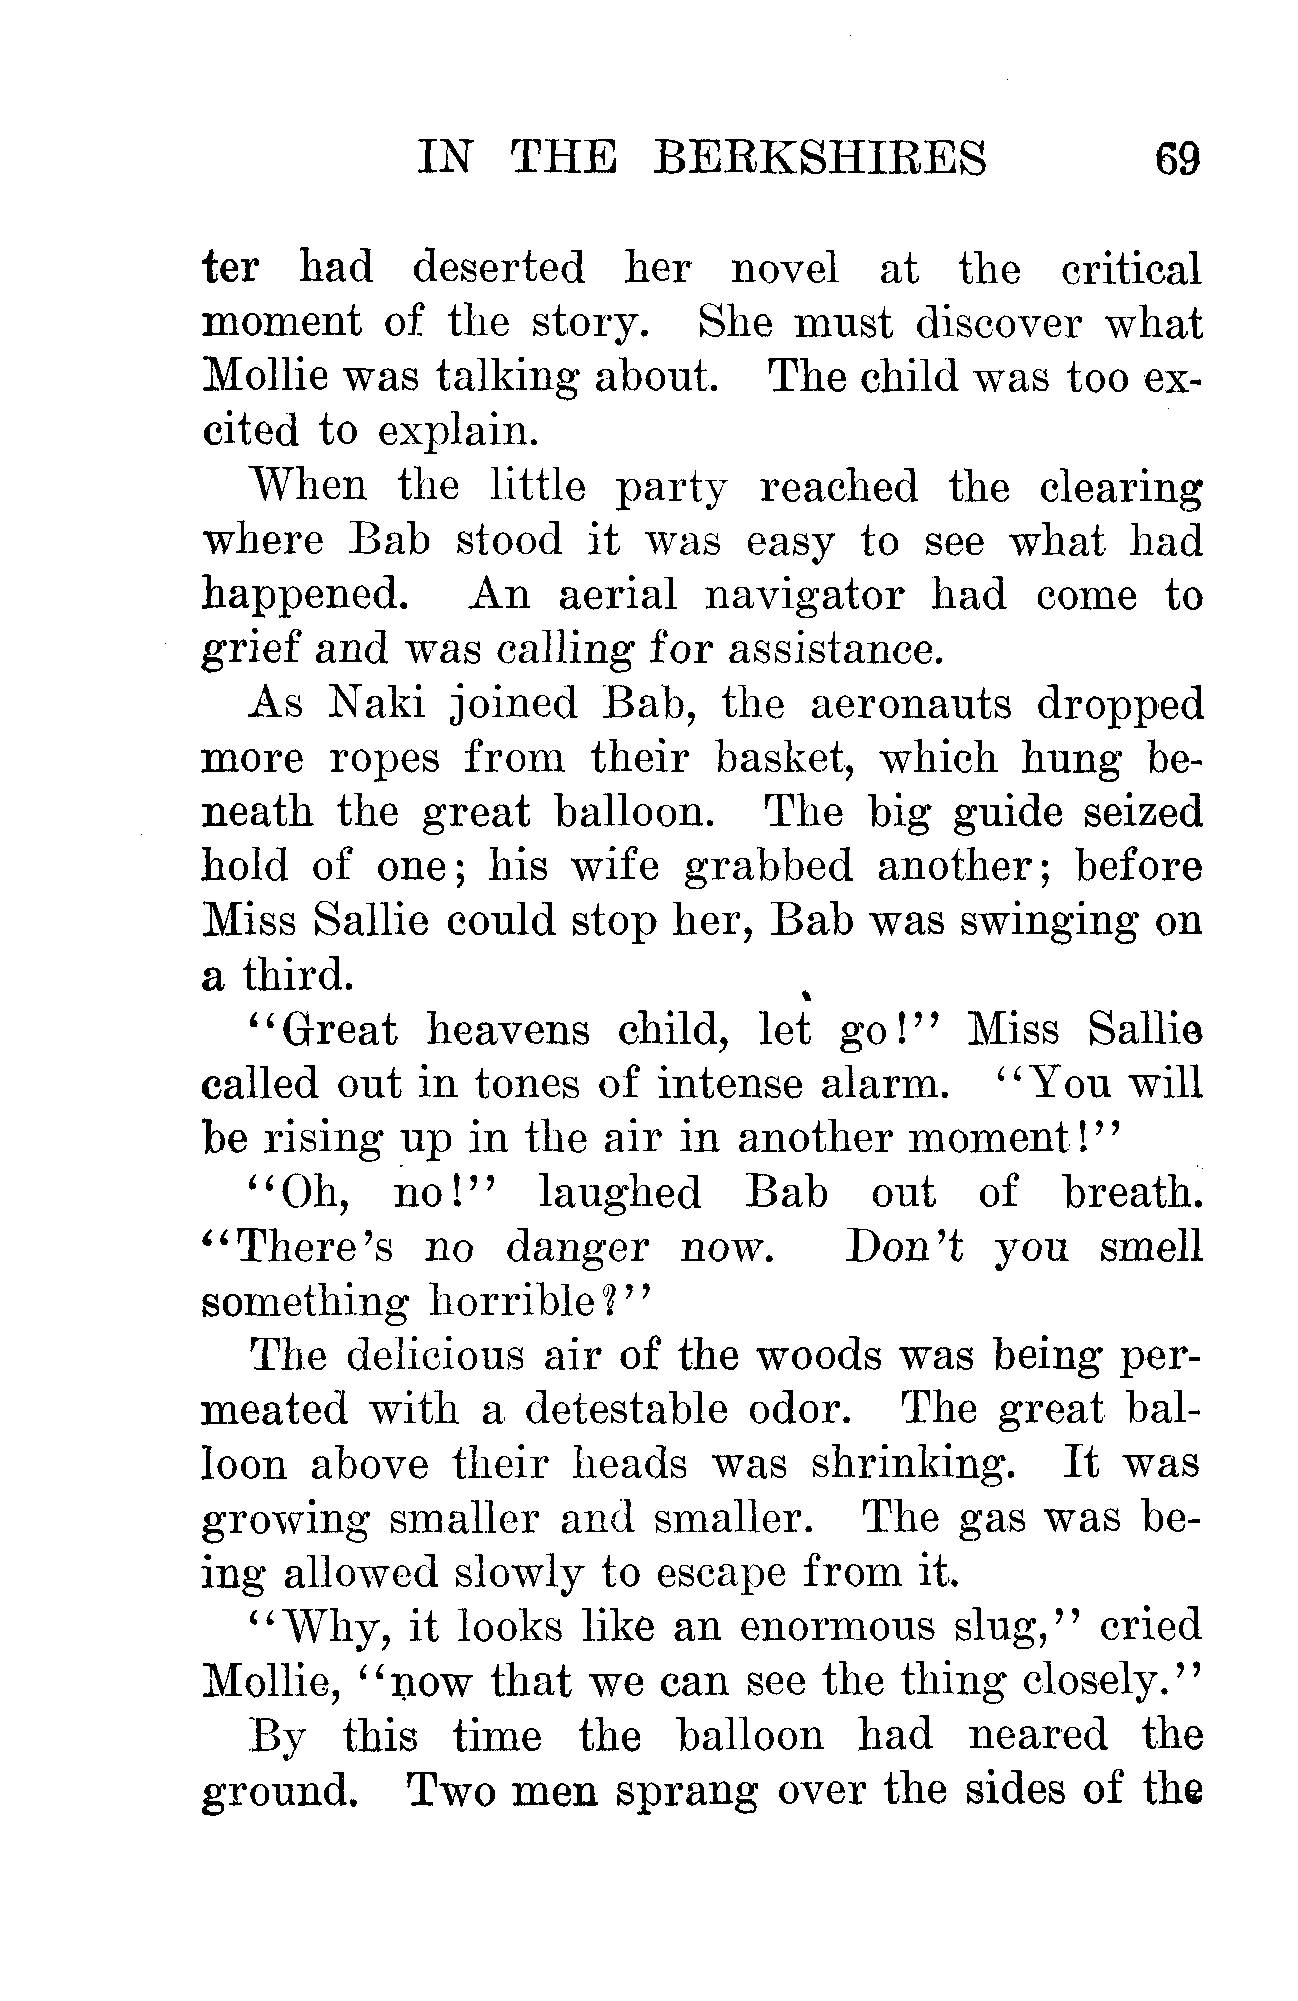 IN THE BERKSHIRES 69
ter had deserted her novel at the critical
moment of the story. She must discover what
Mollie was talking about. The child was too ex-
cited to explain.
When the little party reached the clearing
where Bab stood it was easy to see what had
happened. An aerial navigator had come to
grief and was calling for assistance.
As Naki joined Bab, the aeronauts dropped
more ropes from their basket, which hung be-
neath the great balloon. The big guide seized
hold of one; his wife grabbed another; before
Miss Sallie could stop her, Bab was swinging on
a third.
"Great heavens child, let go!" Miss Sallie
called out in tones of intense alarm. "You will
be rising up in the air in another moment!"
"Oh, no!" laughed Bab out of breath.
"There's no danger now. Don't you smell
something horrible?"
The delicious air of the woods was being per-
meated with a detestable odor. The great bal-
loon above their heads was shrinking. It was
growing smaller and smaller. The gas was be-
ing allowed slowly to escape from it.
"Why, it looks like an enormous slug," cried
Mollie, "now that we can see the thing closely."
By this time the balloon had neared the
ground. Two men sprang over the sides of the